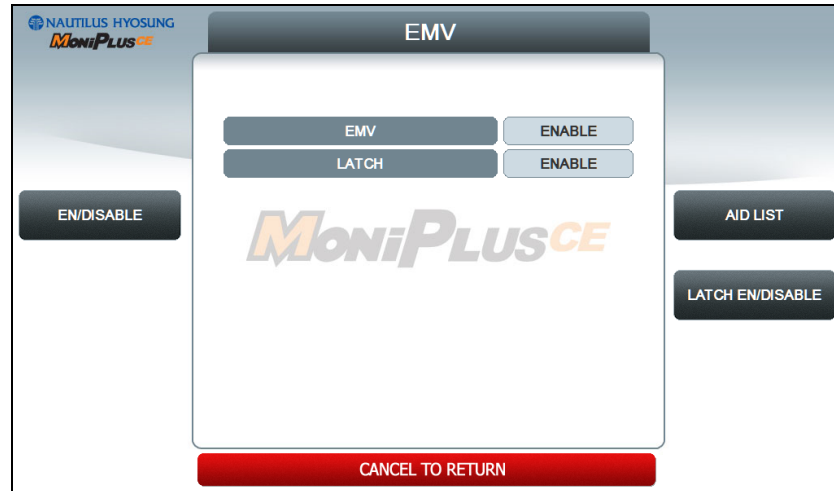 NAUTILUS HYOSUNG
MoniPlusCE
EMV
EMV ENABLE
LATCH ENABLE
EN/DISABLE
AID LIST
MoniPlusCE
LATCH EN/DISABLE
CANCEL TO RETURN